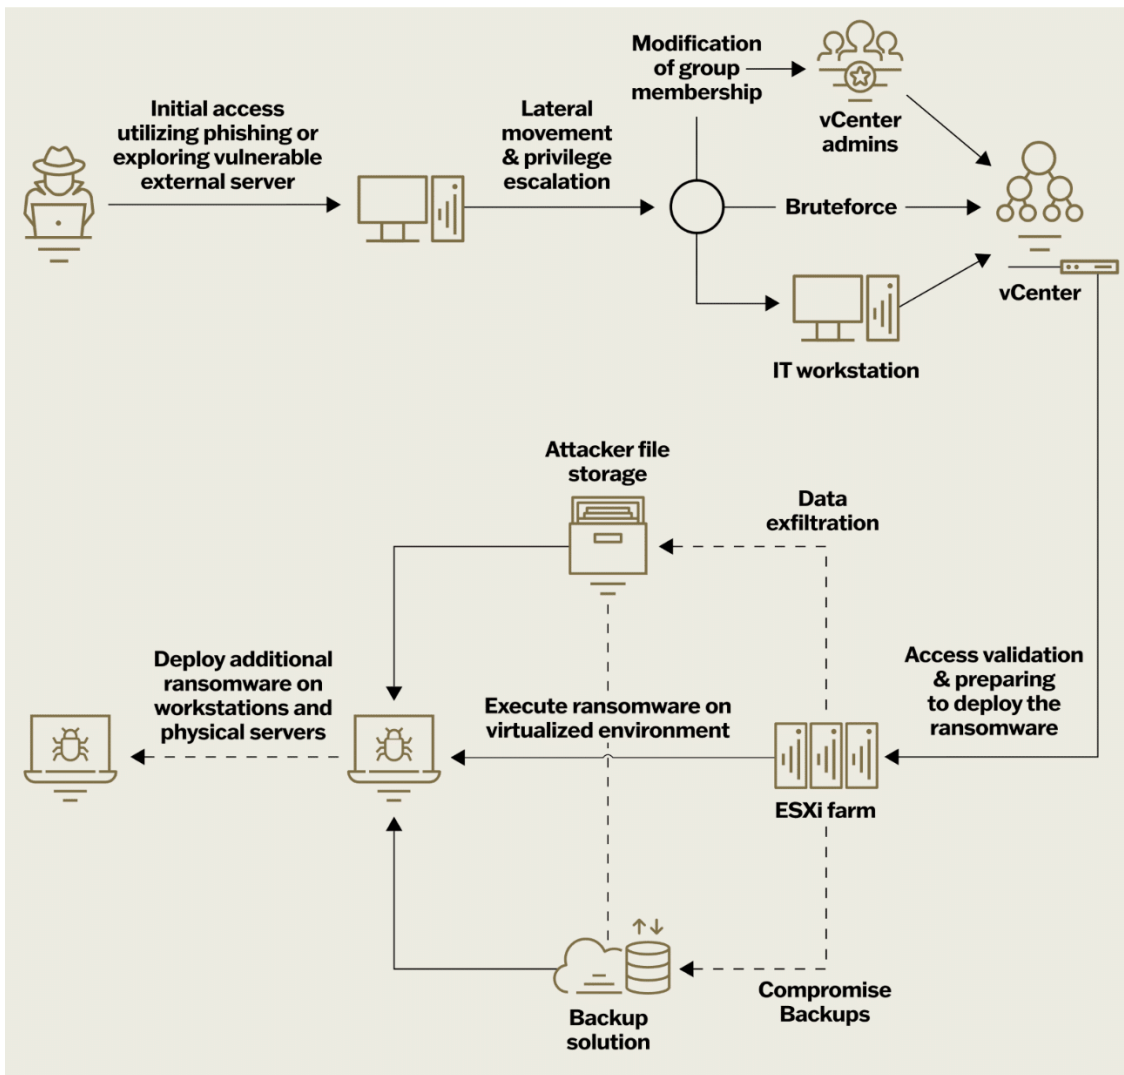 Initial access
utilizing phishing or
exploring vulnerable
external server
Lateral
movement
& privilege
escalation
Modification
of group
membership
vCenter
admins
Bruteforce
IT workstation
vCenter
Attacker file
storage
Data
exfiltration
Access validation
& preparing
to deploy the
ransomware
Deploy additional
ransomware on
workstations and
physical servers
Execute ransomware on
virtualized environment
ESXi farm
Compromise
Backups
Backup
solution